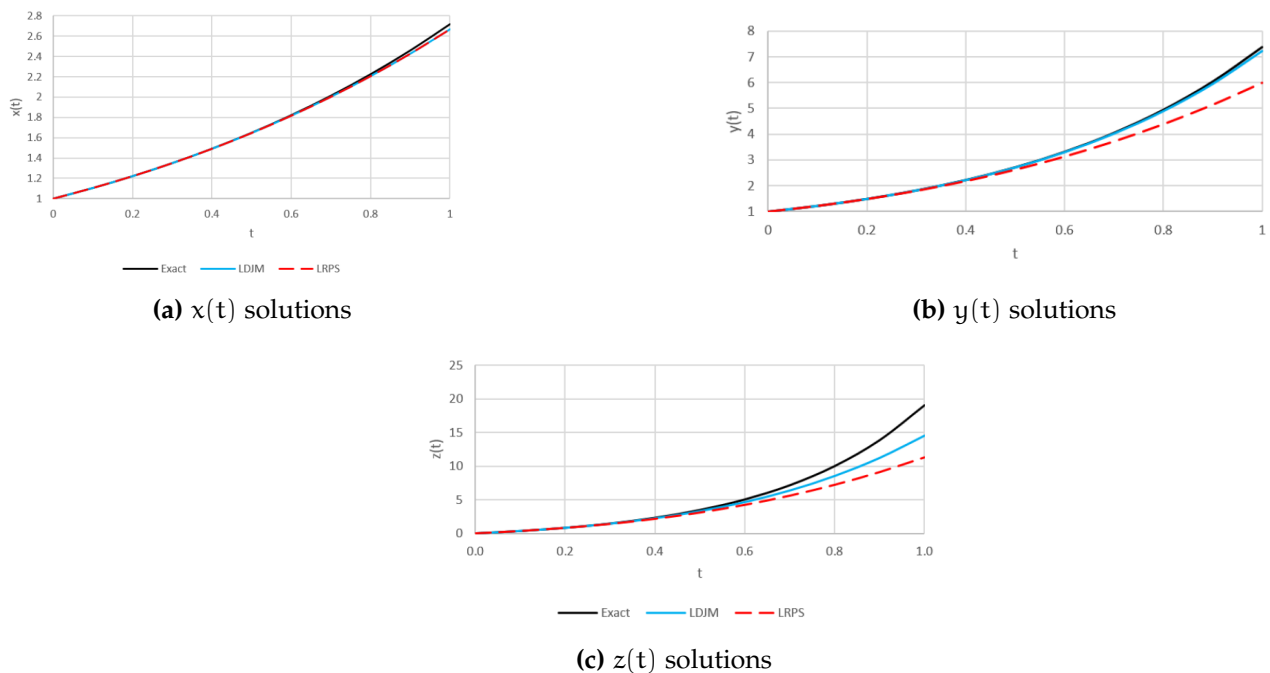 2.8
2.6
2.4
2.2
2
1.8
1.6
1.4
1.2
1
x(t)
0 0.2 0.4 0.6 0.8 1
t
Exact LDJM LRPS
(a) x(t) solutions
8
7
6
5
4
3
2
1
y(t)
0 0.2 0.4 0.6 0.8 1
t
(b) y(t) solutions
25
20
15
10
5
0
z(t)
0.0 0.2 0.4 0.6 0.8 1.0
t
Exact LDJM LRPS
(c) z(t) solutions